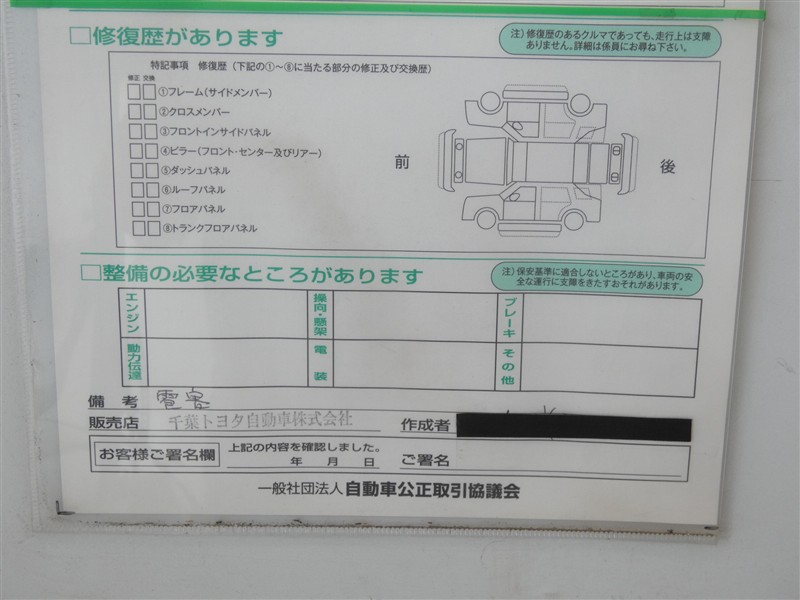 □修復歴があります
注）修復歴のあるクルマであっても、走行上は支障
ありません。詳細は係員にお尋ね下さい。
特記事項 修復歴（下記の①〜⑧に当たる部分の修正及び交換歴）
修正 交換
①フレーム（サイドメンバー）
②クロスメンバー
③フロントインサイドパネル
④ピラー（フロント・センター及びリアー）
⑤ダッシュパネル
⑥ルーフパネル
⑦フロアパネル
⑧トランクフロアパネル
前
後
□整備の必要なところがあります
注）保安基準に適合しないところがあり、車両の安
全な運行に支障をきたすおそれがあります。
エンジン
操向・懸架
ブレーキ
動力伝達
電装
その他
備考 雹害
販売店 千葉トヨタ自動車株式会社 作成者
お客様ご署名欄
上記の内容を確認しました。
年 月 日
ご署名
一般社団法人 自動車公正取引協議会